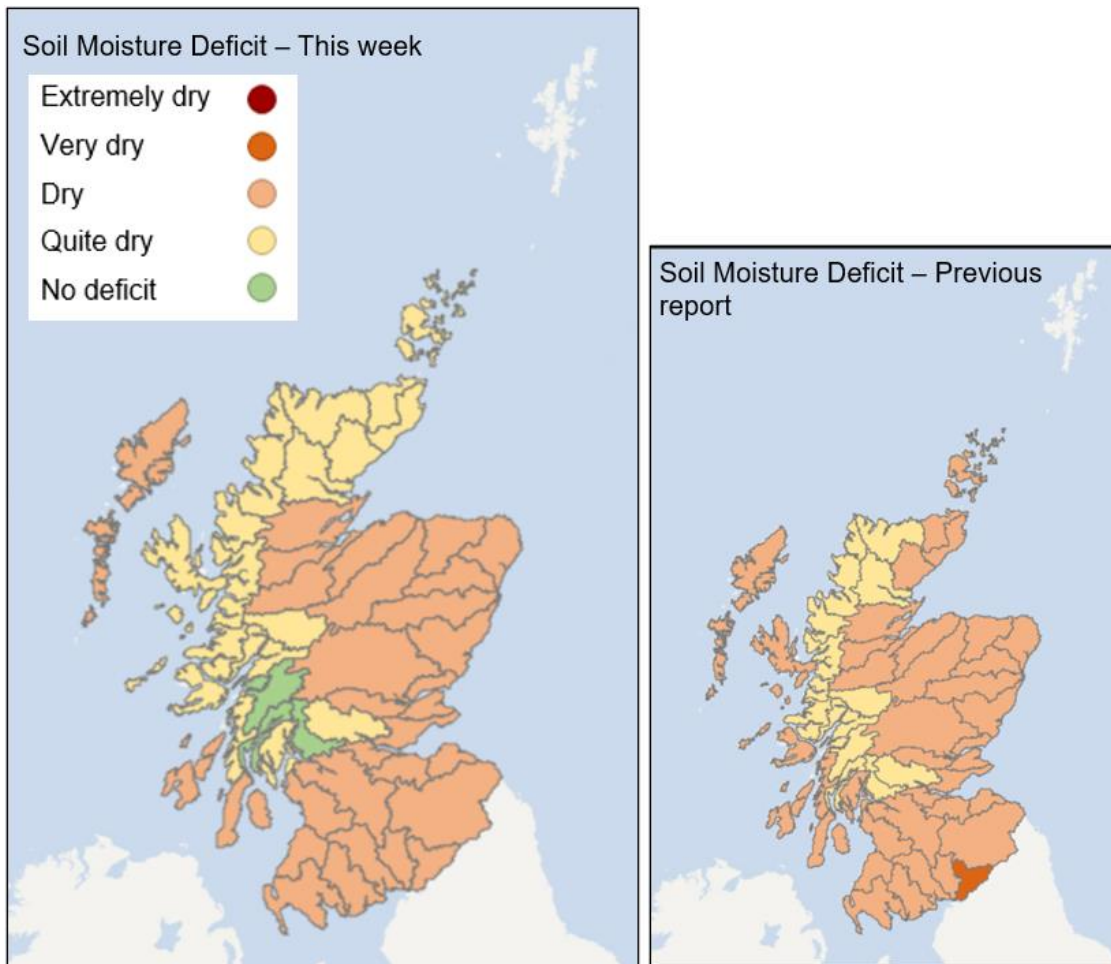 Soil Moisture Deficit – This week
Extremely dry
Very dry
Dry
Quite dry
No deficit
Soil Moisture Deficit – Previous
report